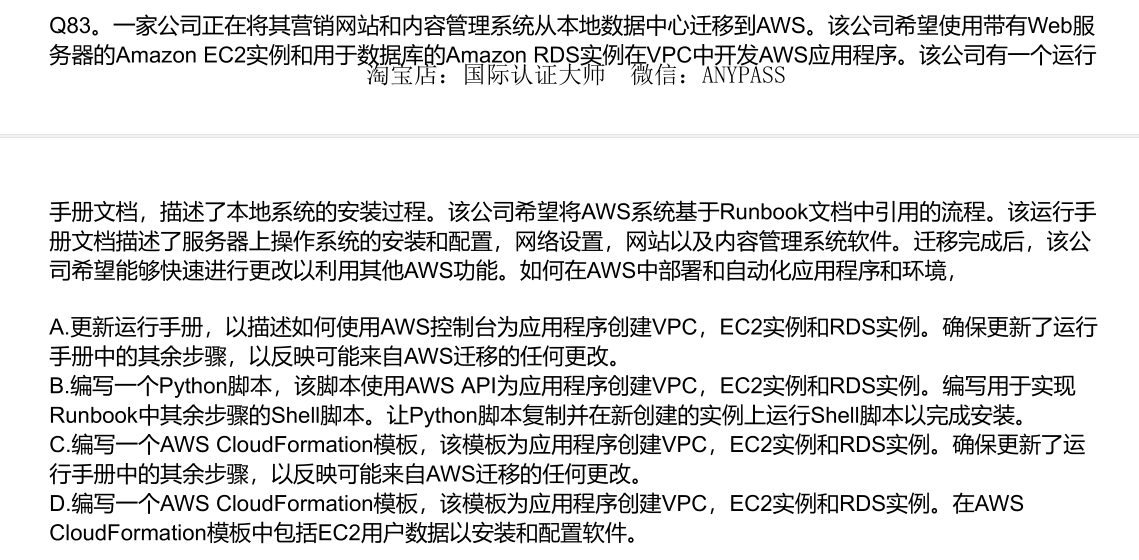 Q83。一家公司正在将其营销网站和内容管理系统从本地数据中心迁移到AWS。该公司希望使用带有Web服
务器的Amazon EC2实例和用于数据库的Amazon RDS实例在VPC中开发AWS应用程序。该公司有一个运行
淘宝店：国际认证大师 微信：ANYPASS
手册文档，描述了本地系统的安装过程。该公司希望将AWS系统基于Runbook文档中引用的流程。该运行手
册文档描述了服务器上操作系统的安装和配置，网络设置，网站以及内容管理系统软件。迁移完成后，该公
司希望能够快速进行更改以利用其他AWS功能。如何在AWS中部署和自动化应用程序和环境，
A.更新运行手册，以描述如何使用AWS控制台为应用程序创建VPC，EC2实例和RDS实例。确保更新了运行
手册中的其余步骤，以反映可能来自AWS迁移的任何更改。
B.编写一个Python脚本，该脚本使用AWS API为应用程序创建VPC，EC2实例和RDS实例。编写用于实现
Runbook中其余步骤的Shell脚本。让Python脚本复制并在新创建的实例上运行Shell脚本以完成安装。
C.编写一个AWS CloudFormation模板，该模板为应用程序创建VPC，EC2实例和RDS实例。确保更新了运
行手册中的其余步骤，以反映可能来自AWS迁移的任何更改。
D.编写一个AWS CloudFormation模板，该模板为应用程序创建VPC，EC2实例和RDS实例。在AWS
CloudFormation模板中包括EC2用户数据以安装和配置软件。